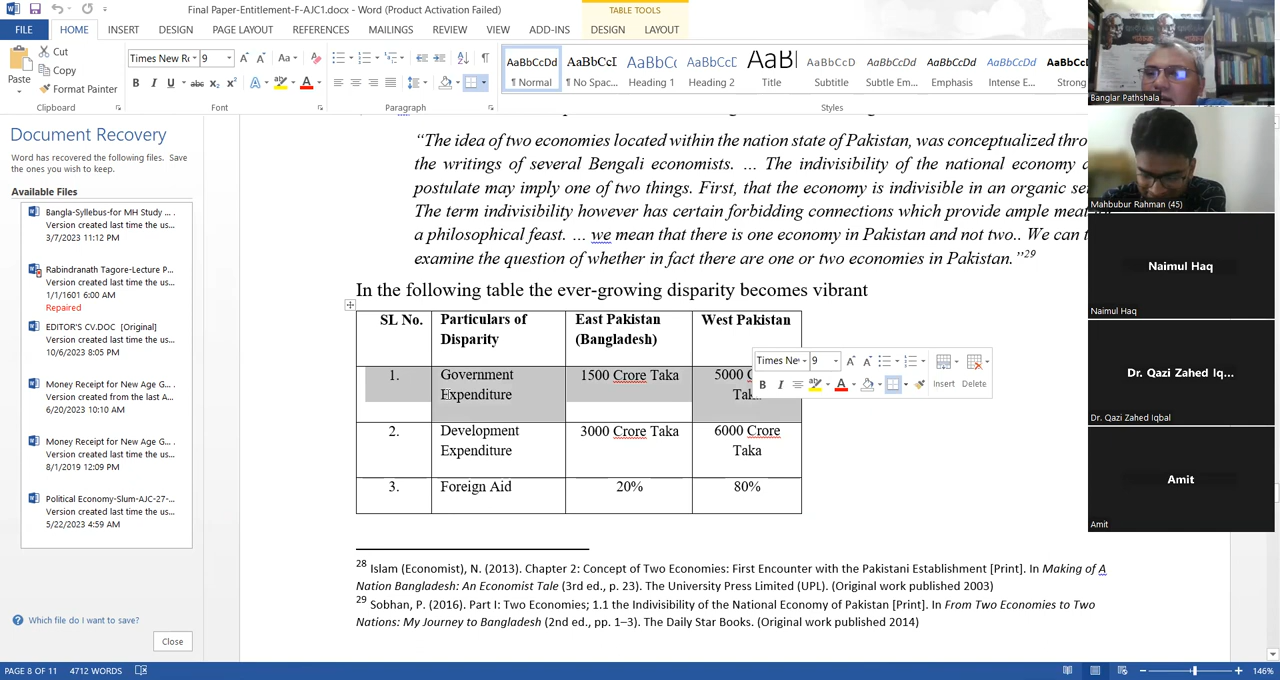 Final Paper-Entitlement-F-AJC1.docx - Word (Product Activation Failed)
TABLE TOOLS
FILE HOME INSERT DESIGN PAGE LAYOUT REFERENCES MAILINGS REVIEW VIEW ADD-INS DESIGN LAYOUT
Paste
Cut
Copy
Format Painter
Clipboard
Times New Ro 9
Font
Paragraph
AaBbCcDd AaBbCcI AaBbC AaBbCcD AaBl AaBbCcD AaBbCcDd AaBbCcDd AaBbCcDd AaBbCcD
¶ Normal ¶ No Spac... Heading 1 Heading 2 Title Subtitle Subtle Em... Emphasis Intense E... Strong
Styles
Document Recovery
Word has recovered the following files. Save
the ones you wish to keep.
Available Files
Bangla-Syllabus-for MH Study ...
Version created last time the us...
3/7/2023 11:12 PM
Rabindranath Tagore-Lecture P...
Version created last time the us...
1/1/1601 6:00 AM
Repaired
EDITOR'S CV.DOC [Original]
10/6/2023 8:05 PM
Money Receipt for New Age G...
Version created from the last A...
6/20/2023 10:10 AM
Money Receipt for New Age G...
Version created last time the us...
8/1/2019 12:09 PM
Political Economy-Slum-AJC-27-...
Version created last time the us...
5/22/2023 4:59 AM
Which file do I want to save?
Close
“The idea of two economies located within the nation state of Pakistan, was conceptualized thro
the writings of several Bengali economists. … The indivisibility of the national economy a
postulate may imply one of two things. First, that the economy is indivisible in an organic se
The term indivisibility however has certain forbidding connections which provide ample mea
a philosophical feast. … we mean that there is one economy in Pakistan and not two.. We can t
examine the question of whether in fact there are one or two economies in Pakistan.”29
In the following table the ever-growing disparity becomes vibrant
SL No. Particulars of Disparity East Pakistan (Bangladesh) West Pakistan
1. Government Expenditure 1500 Crore Taka 5000 C Tak
2. Development Expenditure 3000 Crore Taka 6000 Crore Taka
3. Foreign Aid 20% 80%
Times Ne 9
Insert Delete
28 Islam (Economist), N. (2013). Chapter 2: Concept of Two Economies: First Encounter with the Pakistani Establishment [Print]. In Making of A
Nation Bangladesh: An Economist Tale (3rd ed., p. 23). The University Press Limited (UPL). (Original work published 2003)
29 Sobhan, P. (2016). Part I: Two Economies; 1.1 the Indivisibility of the National Economy of Pakistan [Print]. In From Two Economies to Two
Nations: My Journey to Bangladesh (2nd ed., pp. 1–3). The Daily Star Books. (Original work published 2014)
PAGE 8 OF 11 4712 WORDS
146%
Banglar Pathshala
Mahbubur Rahman (45)
Naimul Haq
Naimul Haq
Dr. Qazi Zahed Iq...
Dr. Qazi Zahed Iqbal
Amit
Amit